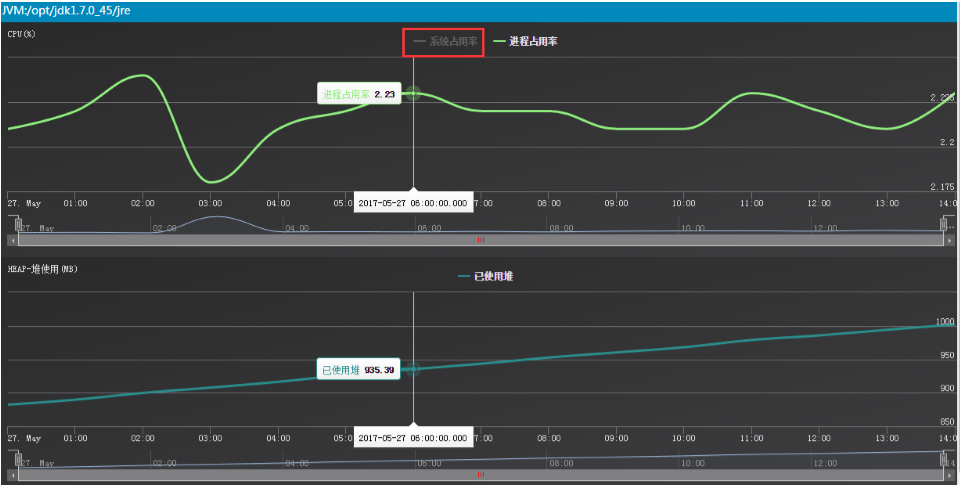 JVM:/opt/jdk1.7.0_45/jre
CPU(%)
系统占用率 进程占用率
进程占用率 2.23
2.225
2.2
2.175
27. May 01:00 02:00 03:00 04:00 05:0 2017-05-27 06:00:00.000 7:00 08:00 09:00 10:00 11:00 12:00 13:00 14:0
27. May 02:00 04:00 06:00 08:00 10:00 12:00 14...
HEAP-堆使用(MB)
已使用堆
1000
已使用堆 935.39
950
900
850
27. May 01:00 02:00 03:00 04:00 05:0 2017-05-27 06:00:00.000 7:00 08:00 09:00 10:00 11:00 12:00 13:00 14:0
27. May 02:00 04:00 06:00 08:00 10:00 12:00 14